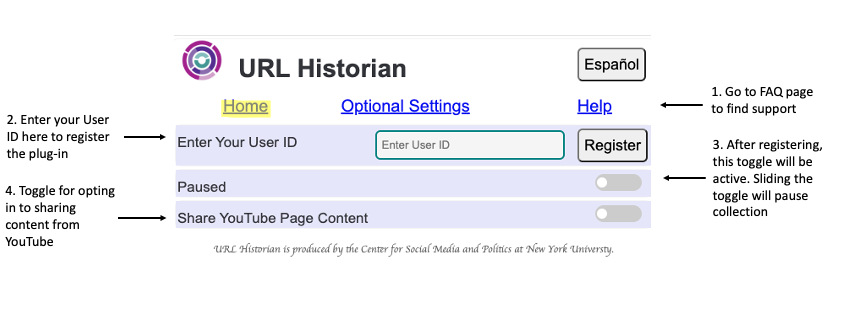 URL Historian
Español
Home
Optional Settings
Help
1. Go to FAQ page
to find support
2. Enter your User
ID here to register
the plug-in
Enter Your User ID
Enter User ID
Register
3. After registering,
this toggle will be
active. Sliding the
toggle will pause
collection
Paused
4. Toggle for opting
in to sharing
content from
YouTube
Share YouTube Page Content
URL Historian is produced by the Center for Social Media and Politics at New York Universty.